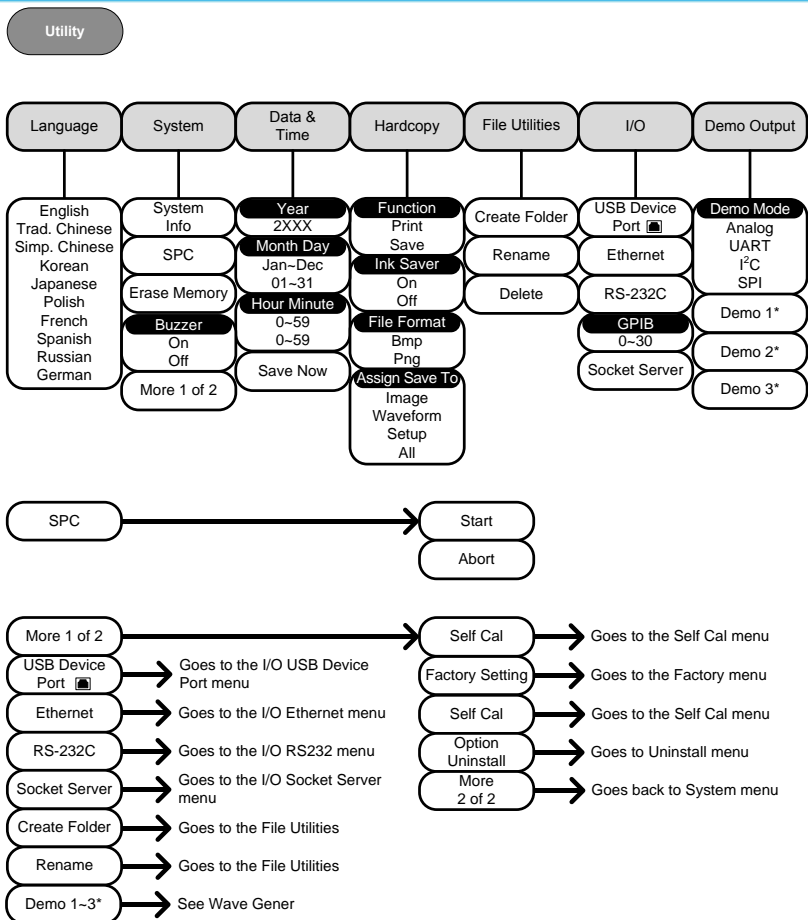 Utility
Language
System
Data &
Time
Hardcopy
File Utilities
I/O
Demo Output
English
Trad. Chinese
Simp. Chinese
Korean
Japanese
Polish
French
Spanish
Russian
German
System
Info
SPC
Erase Memory
Buzzer
On
Off
More 1 of 2
Year
2XXX
Month Day
Jan~Dec
01~31
Hour Minute
0~59
0~59
Save Now
Function
Print
Save
Ink Saver
On
Off
File Format
Bmp
Png
Assign Save To
Image
Waveform
Setup
All
Create Folder
Rename
Delete
USB Device
Port
Ethernet
RS-232C
GPIB
0~30
Socket Server
Demo Mode
Analog
UART
I²C
SPI
Demo 1*
Demo 2*
Demo 3*
SPC
Start
Abort
More 1 of 2
USB Device
Port
Goes to the I/O USB Device
Port menu
Ethernet
Goes to the I/O Ethernet menu
RS-232C
Goes to the I/O RS232 menu
Socket Server
Goes to the I/O Socket Server
menu
Create Folder
Goes to the File Utilities
Rename
Goes to the File Utilities
Demo 1~3*
See Wave Gener
Self Cal
Goes to the Self Cal menu
Factory Setting
Goes to the Factory menu
Self Cal
Goes to the Self Cal menu
Option
Uninstall
Goes to Uninstall menu
More
2 of 2
Goes back to System menu